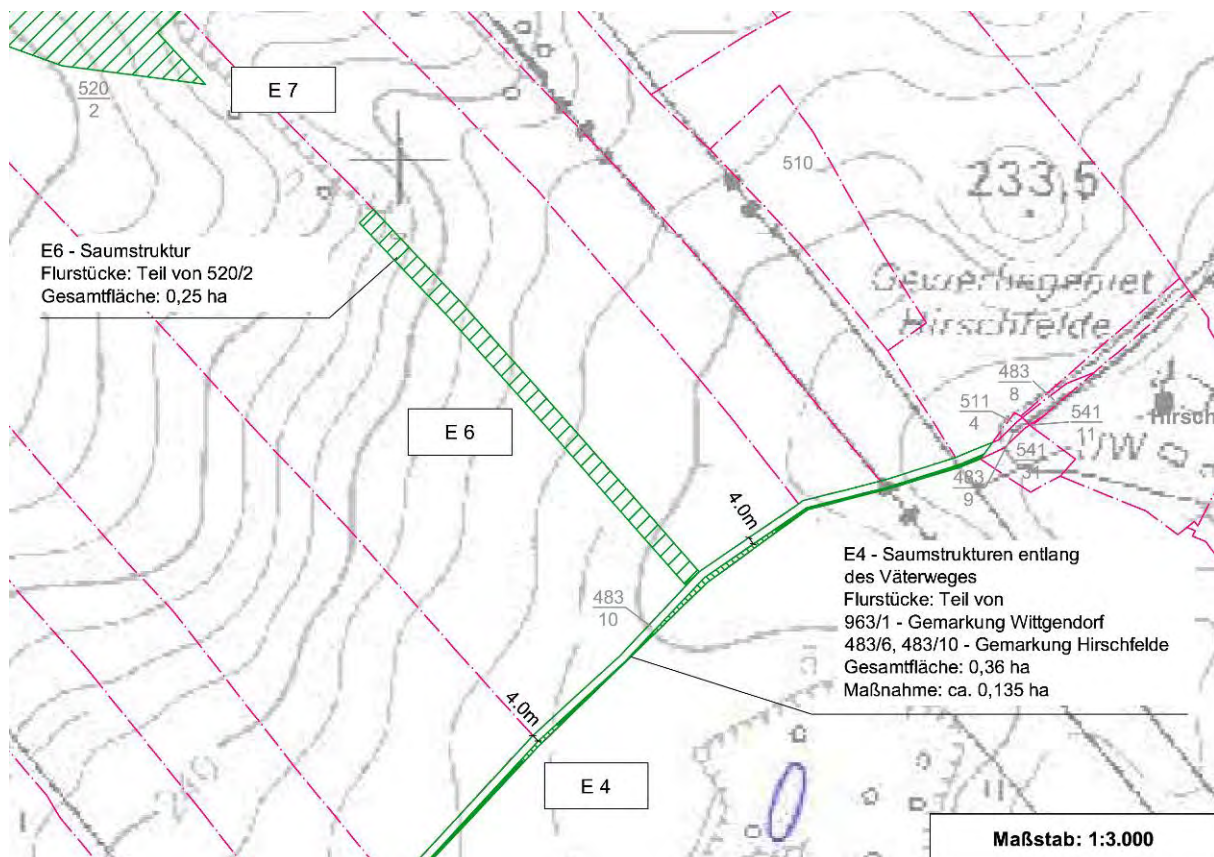 E 7
520
2
510
233,5
E6 - Saumstruktur
Flurstücke: Teil von 520/2
Gesamtfläche: 0,25 ha
Gewerbegebiet
Hirschfelde
483
8
511
4
541
11
Hirsch
541
31
/W
483
9
E 6
4.0m
E4 - Saumstrukturen entlang
des Väterweges
Flurstücke: Teil von
963/1 - Gemarkung Wittgendorf
483/6, 483/10 - Gemarkung Hirschfelde
Gesamtfläche: 0,36 ha
Maßnahme: ca. 0,135 ha
483
10
4.0m
240
E 4
Maßstab: 1:3.000